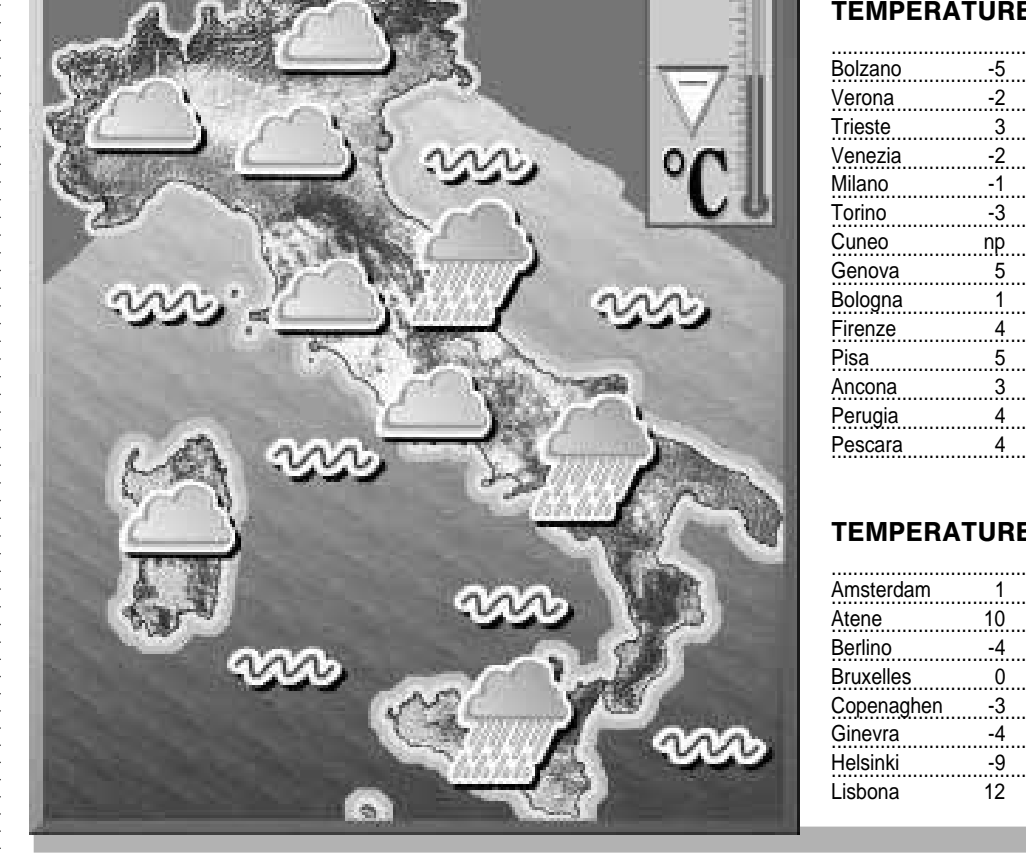 °C
TEMPERATURE
Bolzano -5
Verona -2
Trieste 3
Venezia -2
Milano -1
Torino -3
Cuneo np
Genova 5
Bologna 1
Firenze 4
Pisa 5
Ancona 3
Perugia 4
Pescara 4
TEMPERATURE
Amsterdam 1
Atene 10
Berlino -4
Bruxelles 0
Copenaghen -3
Ginevra -4
Helsinki -9
Lisbona 12